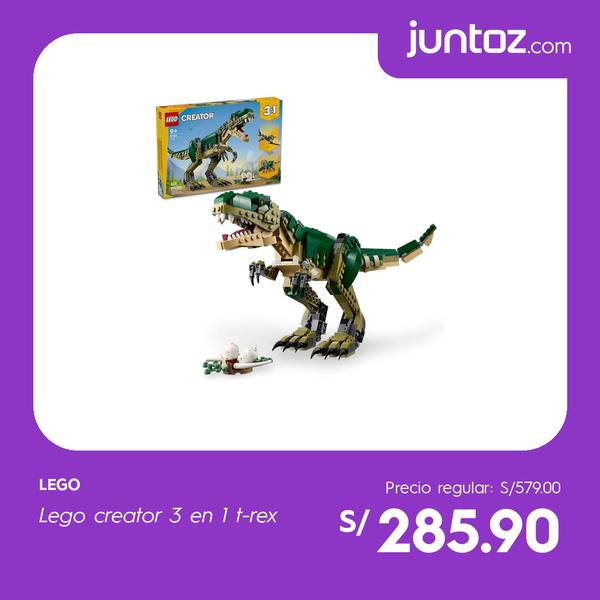 juntoz.com
LEGO CREATOR
3in1
9+
LEGO
Precio regular: S/579.00
Lego creator 3 en 1 t-rex
S/ 285.90